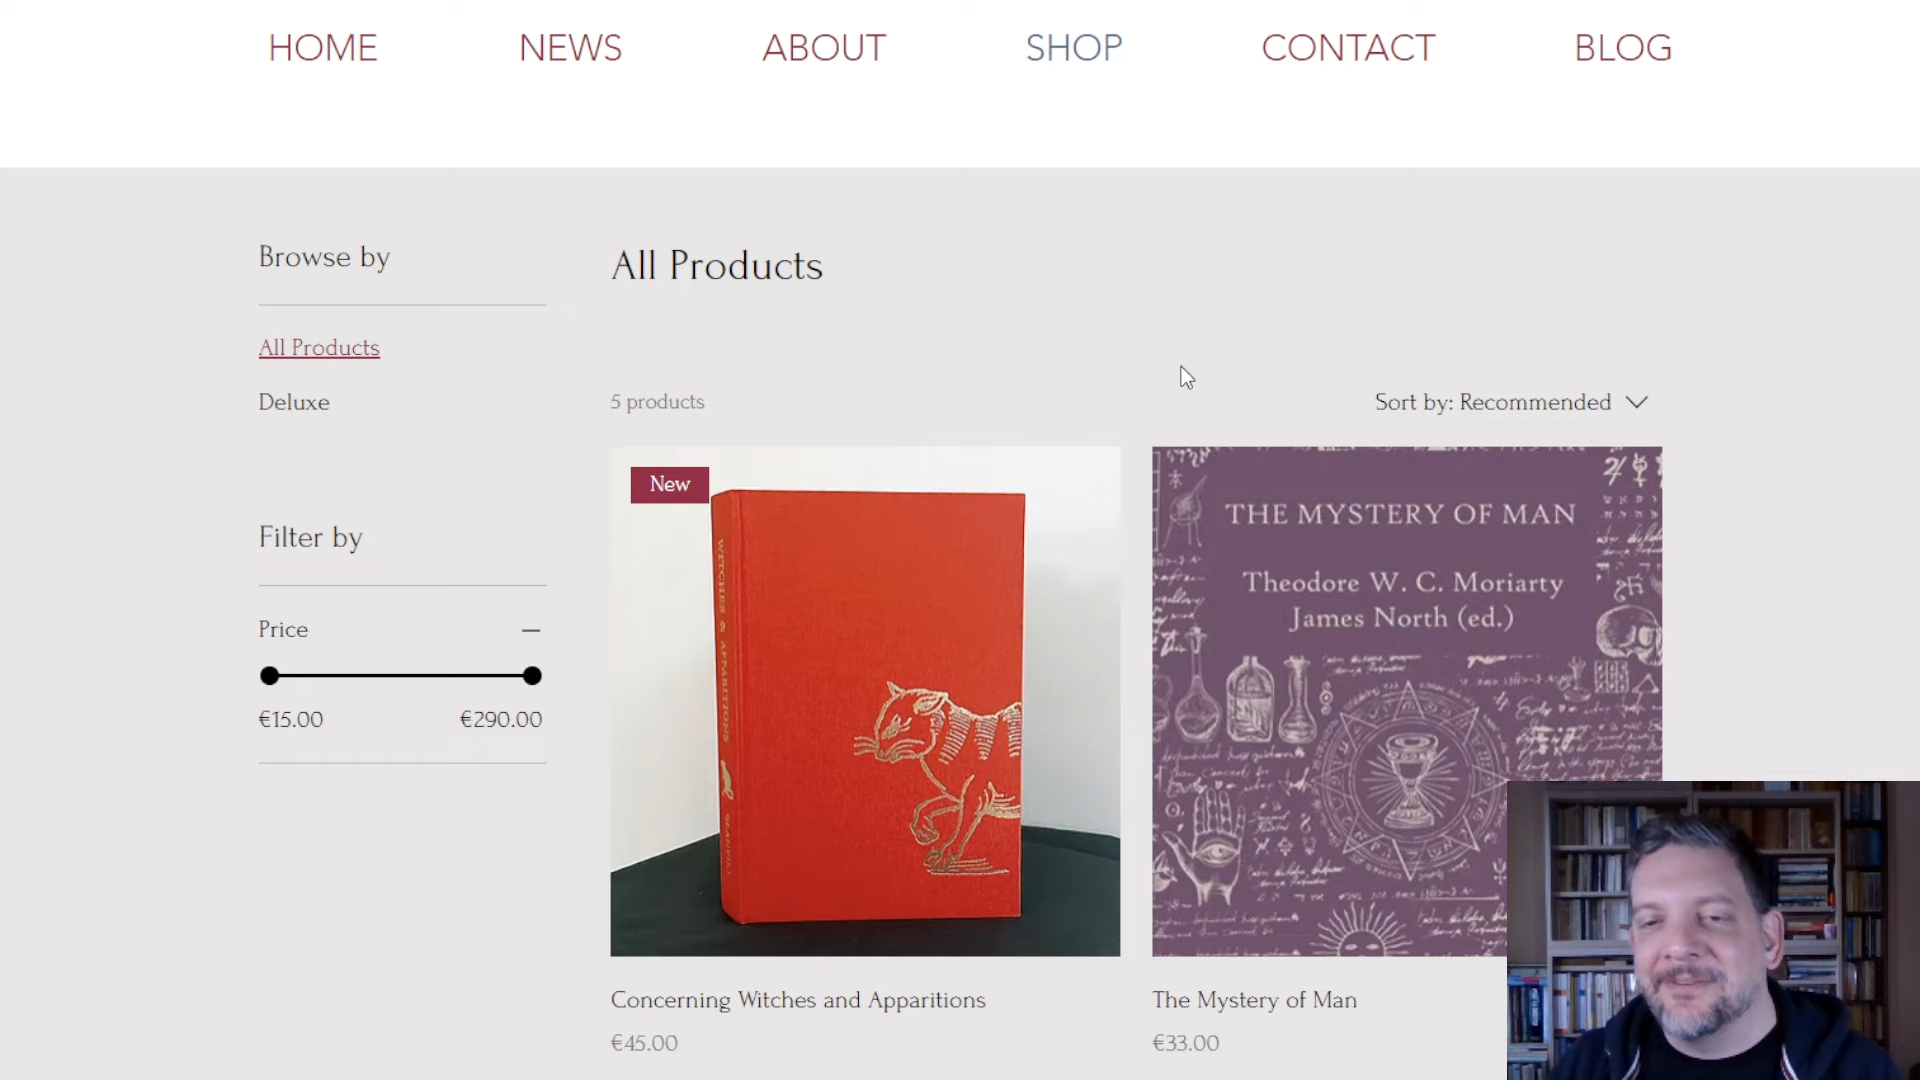 HOME NEWS ABOUT SHOP CONTACT BLOG
Browse by
All Products
Deluxe
Filter by
Price
€15.00 €290.00
All Products
5 products
Sort by: Recommended
New
WITCHES & APPARITIONS
THE MYSTERY OF MAN
Theodore W. C. Moriarty
James North (ed.)
Concerning Witches and Apparitions
€45.00
The Mystery of Man
€33.00